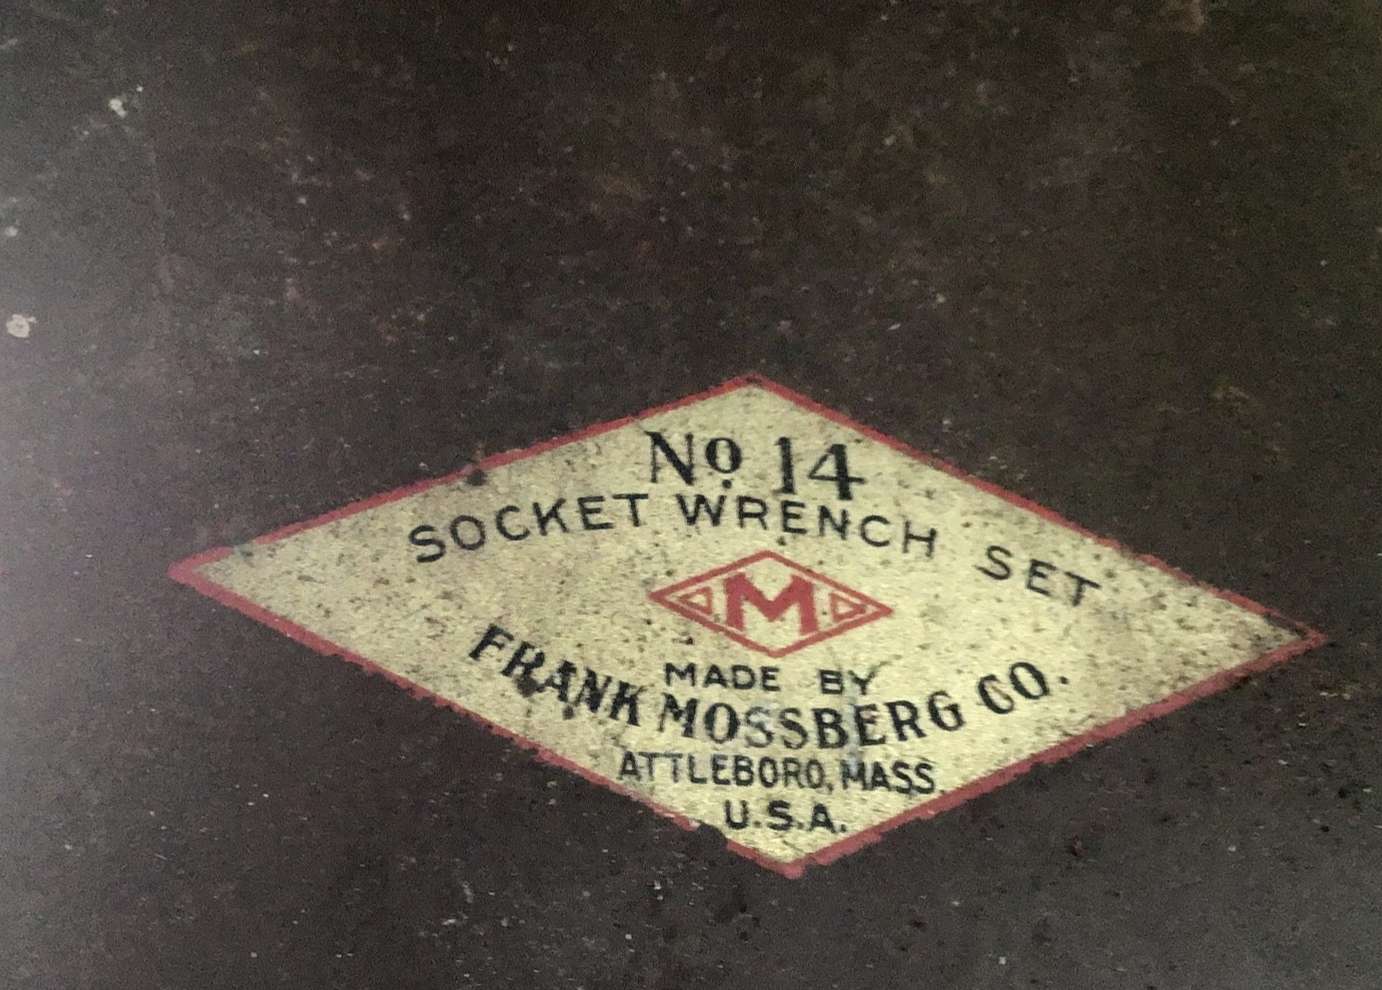 No. 14
SOCKET WRENCH SET
M
MADE BY
FRANK MOSSBERG CO.
ATTLEBORO, MASS.
U.S.A.